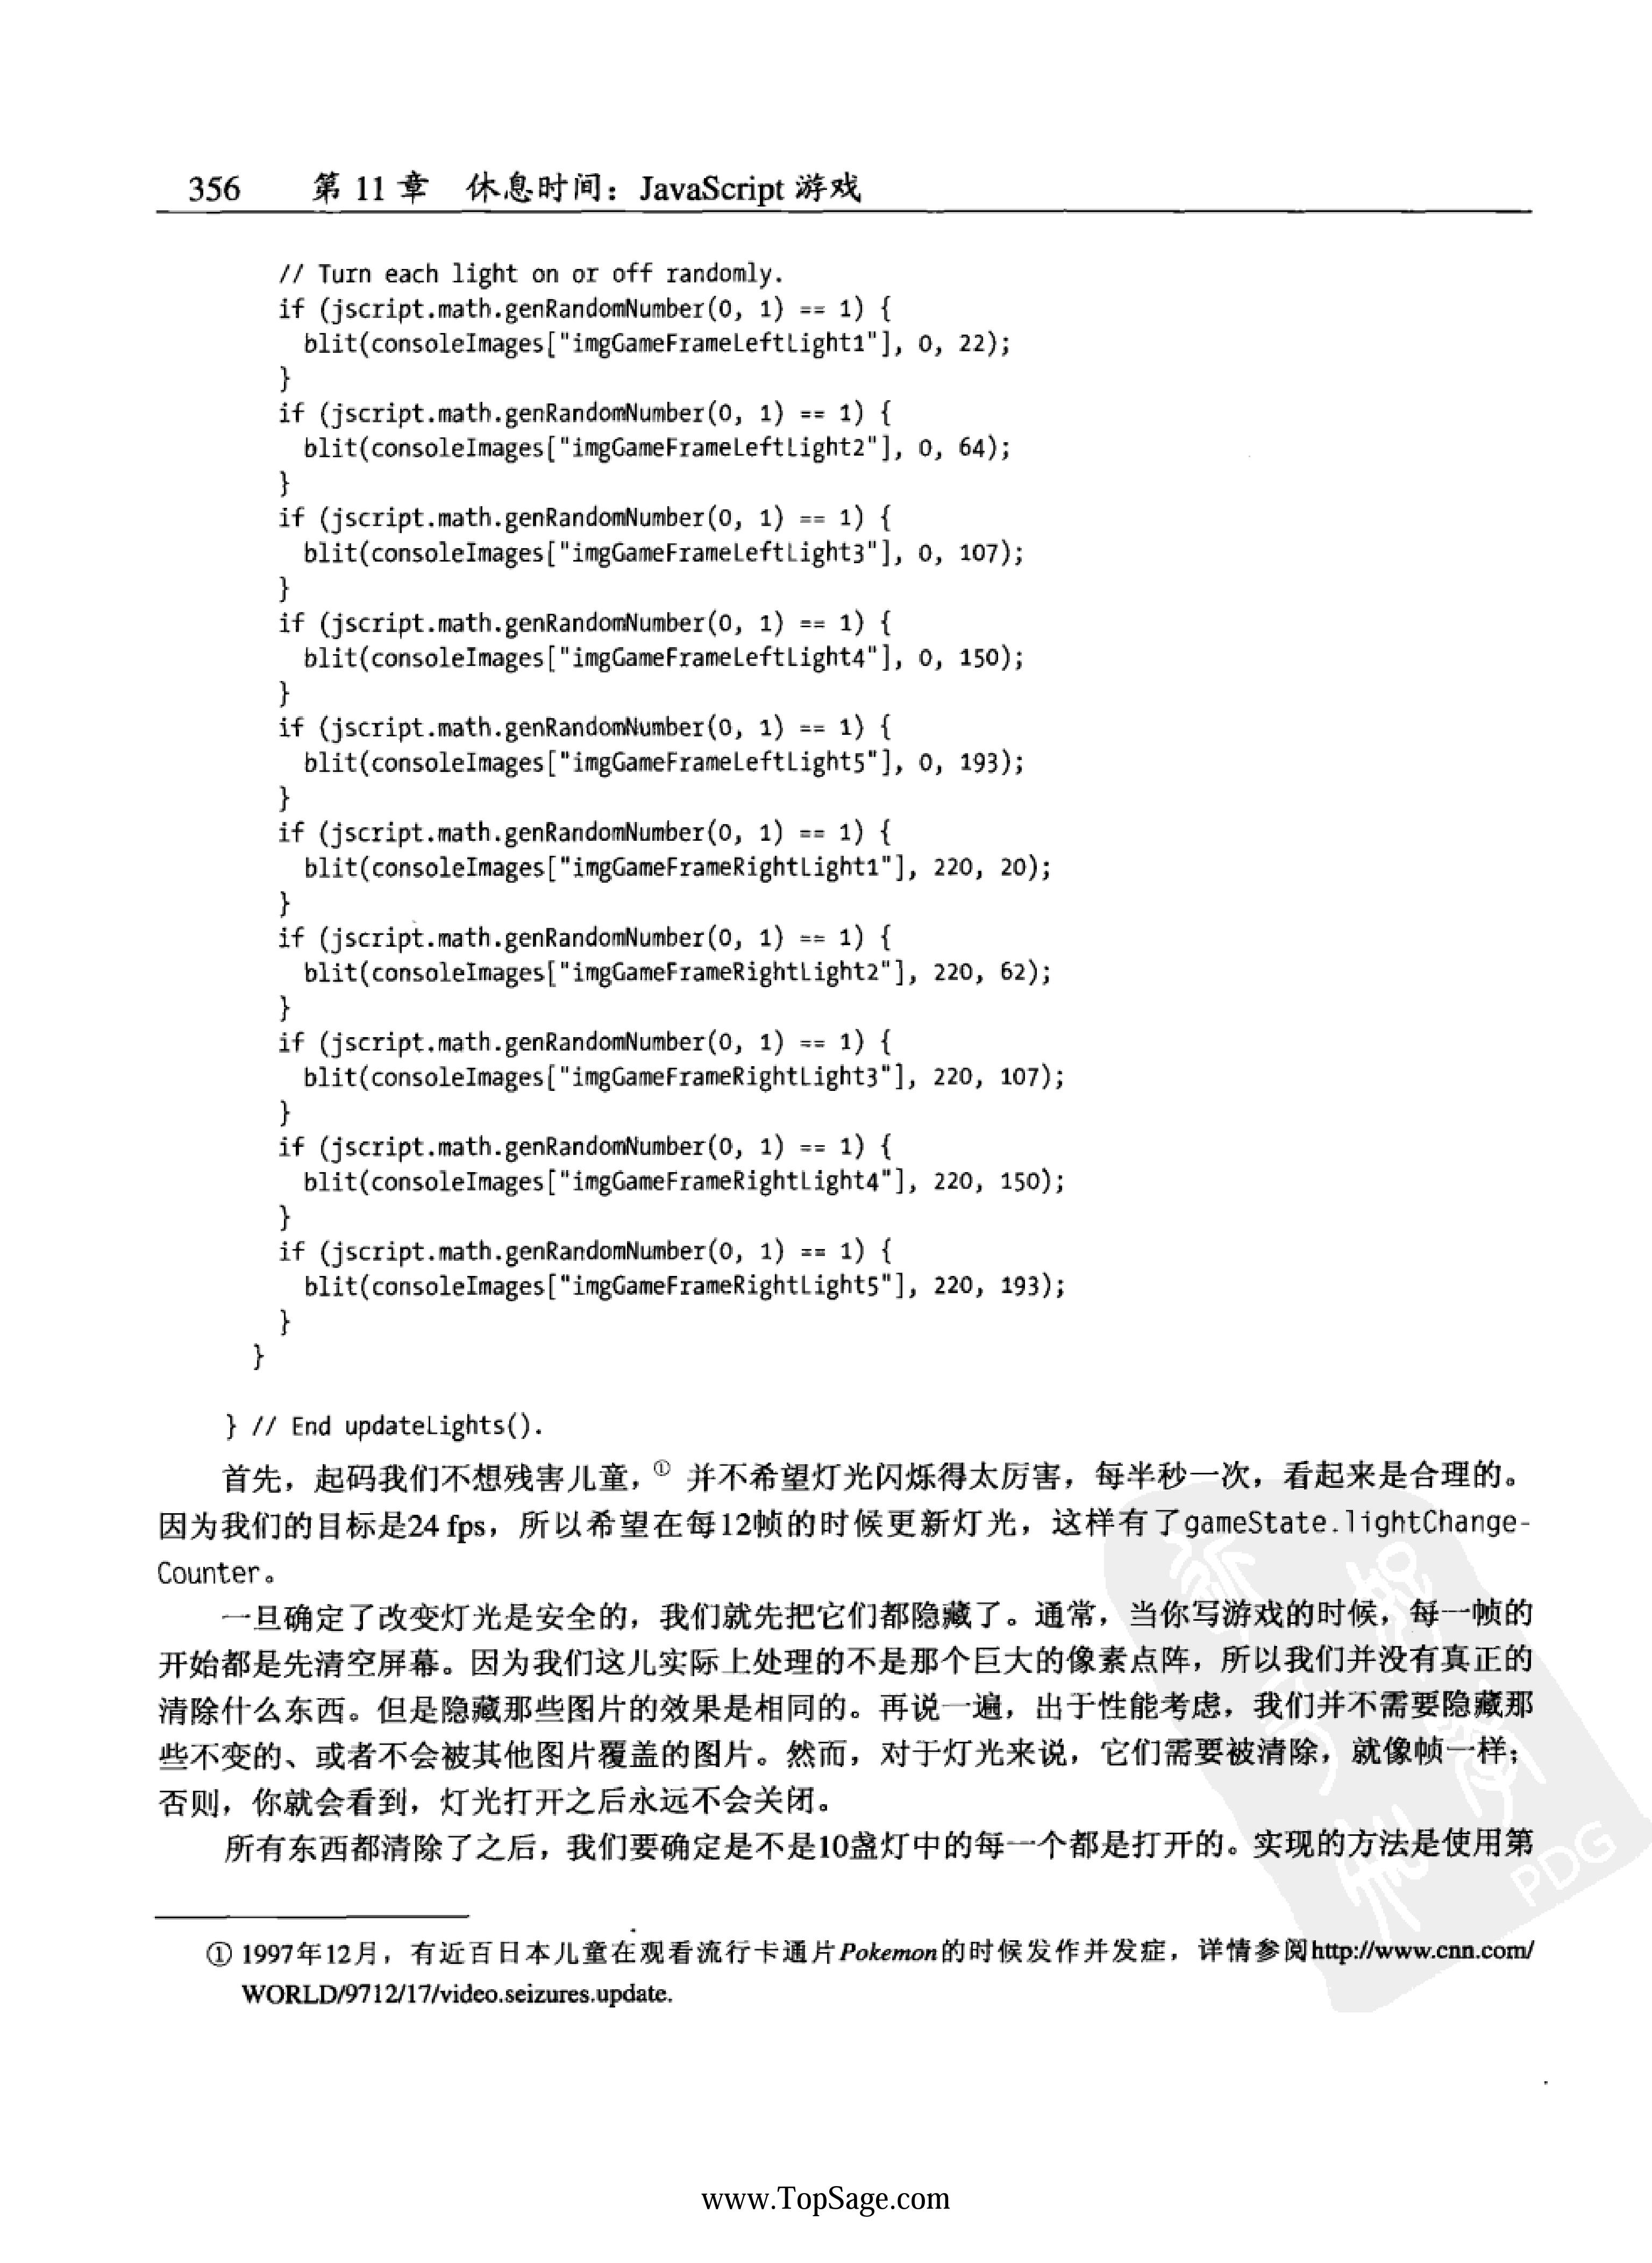 356 第 11 章 休息时间：JavaScript 游戏
// Turn each light on or off randomly.
if (jscript.math.genRandomNumber(0, 1) == 1) {
blit(consoleImages["imgGameFrameLeftLight1"], 0, 22);
}
if (jscript.math.genRandomNumber(0, 1) == 1) {
blit(consoleImages["imgGameFrameLeftLight2"], 0, 64);
}
if (jscript.math.genRandomNumber(0, 1) == 1) {
blit(consoleImages["imgGameFrameLeftLight3"], 0, 107);
}
if (jscript.math.genRandomNumber(0, 1) == 1) {
blit(consoleImages["imgGameFrameLeftLight4"], 0, 150);
}
if (jscript.math.genRandomNumber(0, 1) == 1) {
blit(consoleImages["imgGameFrameLeftLight5"], 0, 193);
}
if (jscript.math.genRandomNumber(0, 1) == 1) {
blit(consoleImages["imgGameFrameRightLight1"], 220, 20);
}
if (jscript.math.genRandomNumber(0, 1) == 1) {
blit(consoleImages["imgGameFrameRightLight2"], 220, 62);
}
if (jscript.math.genRandomNumber(0, 1) == 1) {
blit(consoleImages["imgGameFrameRightLight3"], 220, 107);
}
if (jscript.math.genRandomNumber(0, 1) == 1) {
blit(consoleImages["imgGameFrameRightLight4"], 220, 150);
}
if (jscript.math.genRandomNumber(0, 1) == 1) {
blit(consoleImages["imgGameFrameRightLight5"], 220, 193);
}
}
} // End updateLights().
首先，起码我们不想残害儿童，① 并不希望灯光闪烁得太厉害，每半秒一次，看起来是合理的。
因为我们的目标是24 fps，所以希望在每12帧的时候更新灯光，这样有了gameState.lightChange-
Counter。
一旦确定了改变灯光是安全的，我们就先把它们都隐藏了。通常，当你写游戏的时候，每一帧的
开始都是先清空屏幕。因为我们这儿实际上处理的不是那个巨大的像素点阵，所以我们并没有真正的
清除什么东西。但是隐藏那些图片的效果是相同的。再说一遍，出于性能考虑，我们并不需要隐藏那
些不变的、或者不会被其他图片覆盖的图片。然而，对于灯光来说，它们需要被清除，就像帧一样；
否则，你就会看到，灯光打开之后永远不会关闭。
所有东西都清除了之后，我们要确定是不是10盏灯中的每一个都是打开的。实现的方法是使用第
① 1997年12月，有近百日本儿童在观看流行卡通片Pokemon的时候发作并发症，详情参阅http://www.cnn.com/
WORLD/9712/17/video.seizures.update.
PDG
www.TopSage.com